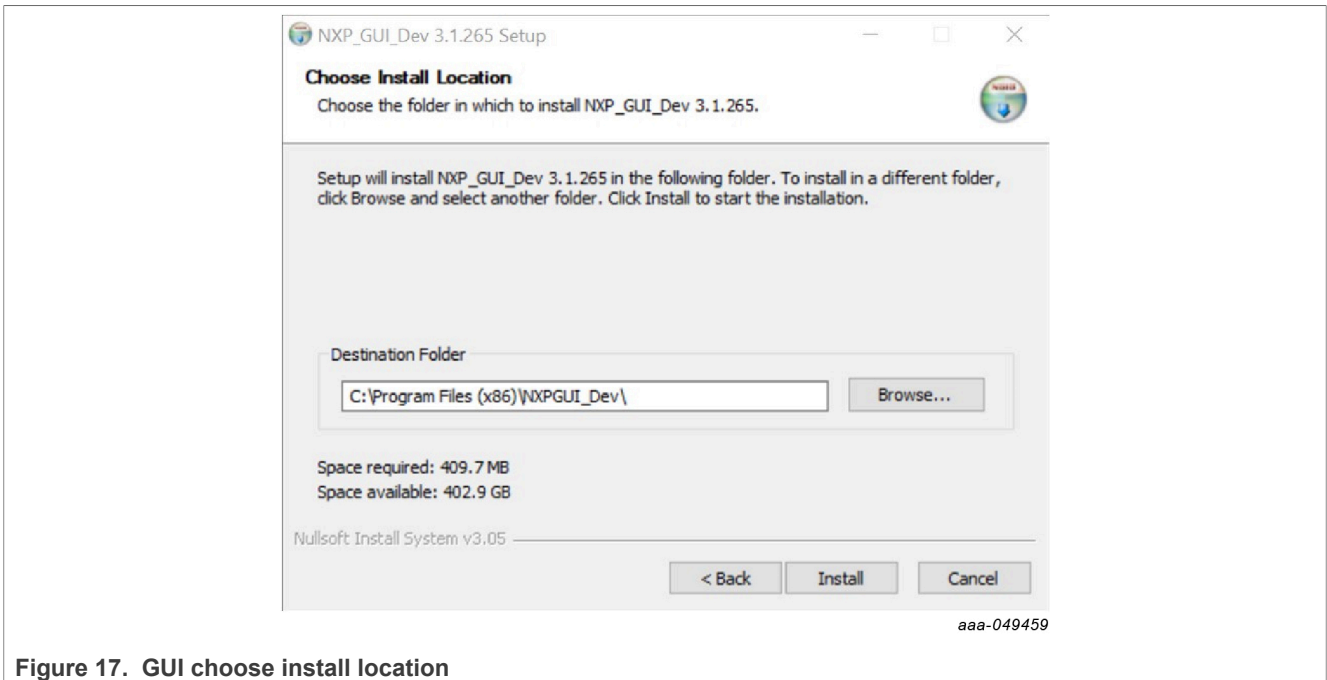 NXP_GUI_Dev 3.1.265 Setup
Choose Install Location
Choose the folder in which to install NXP_GUI_Dev 3.1.265.
Setup will install NXP_GUI_Dev 3.1.265 in the following folder. To install in a different folder,
click Browse and select another folder. Click Install to start the installation.
Destination Folder
C:\Program Files (x86)\NXPGUI_Dev\
Browse...
Space required: 409.7 MB
Space available: 402.9 GB
Nullsoft Install System v3.05
< Back
Install
Cancel
aaa-049459
Figure 17. GUI choose install location